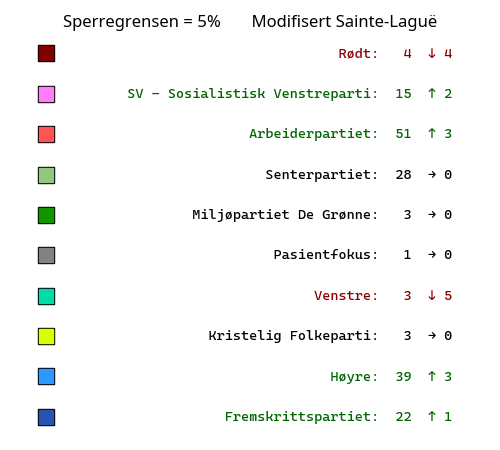 Sperregrensen = 5% Modifisert Sainte-Laguë
Rødt: 4 ↓ 4
SV – Sosialistisk Venstreparti: 15 ↑ 2
Arbeiderpartiet: 51 ↑ 3
Senterpartiet: 28 → 0
Miljøpartiet De Grønne: 3 → 0
Pasientfokus: 1 → 0
Venstre: 3 ↓ 5
Kristelig Folkeparti: 3 → 0
Høyre: 39 ↑ 3
Fremskrittspartiet: 22 ↑ 1